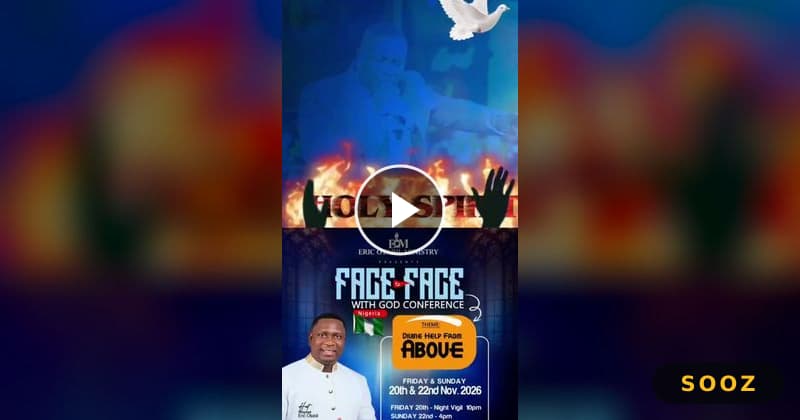 HOLY SPIRIT
EGM
ERIC MINISTRY
PRESENTS
FACE to FACE
WITH GOD CONFERENCE
Nigeria
THEME:
DIVINE HELP FROM
ABOVE
FRIDAY & SUNDAY
20th & 22nd Nov. 2026
FRIDAY 20th - Night Vigil 10pm
SUNDAY 22nd - 4pm
SOOZ